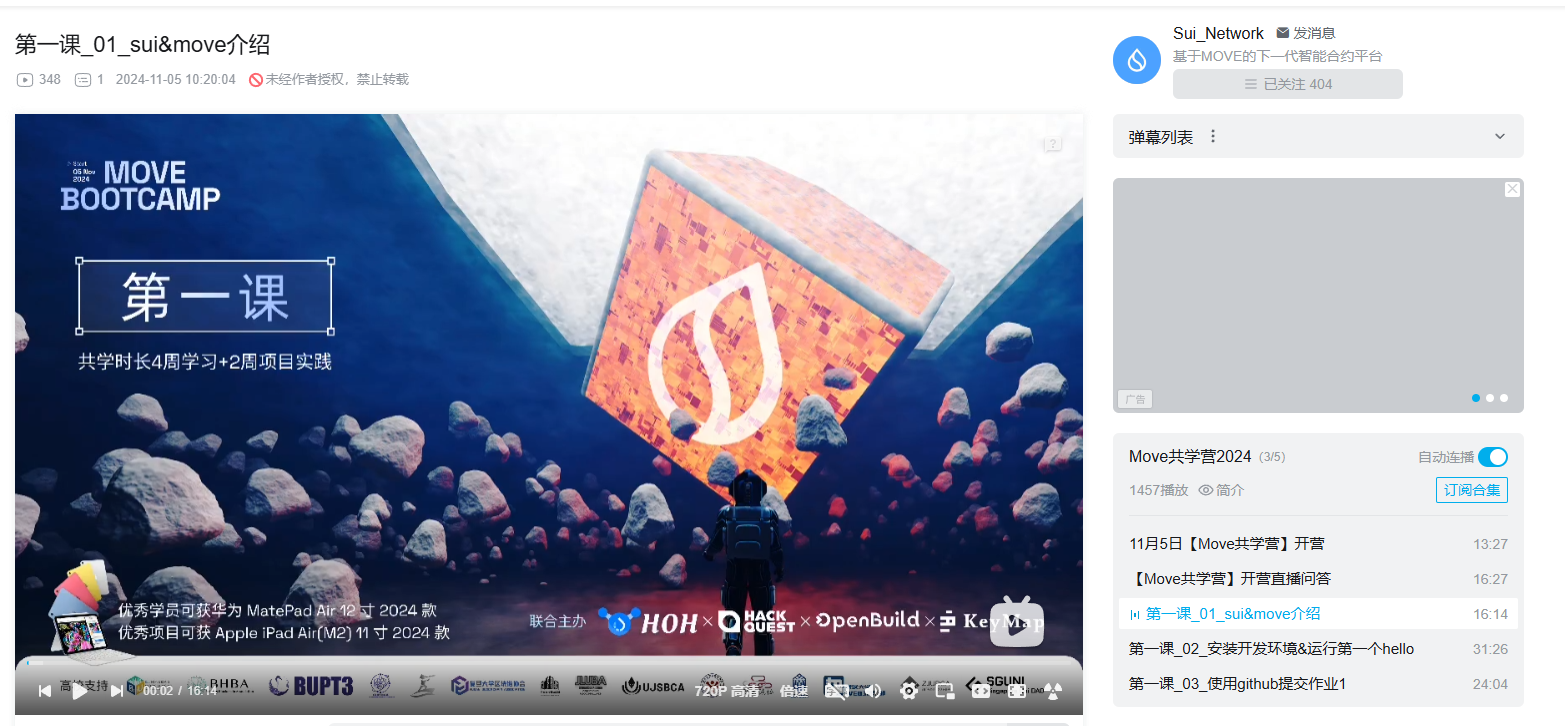 第一课_01_sui&move介绍
348 1 2024-11-05 10:20:04 未经作者授权，禁止转载
Start
05 Nov
2024
MOVE
BOOTCAMP
第一课
共学时长4周学习+2周项目实践
优秀学员可获华为 MatePad Air 12 寸 2024 款
优秀项目可获 Apple iPad Air(M2) 11 寸 2024 款
联合主办 HOH × HACK QUEST × OpenBuild × KeyMap
高校支持 BHBA BUPT3 复旦大学区块链协会 JUBA UJSBCA SGUNI
00:02 / 16:14 720P 高清 倍速
Sui_Network 发消息
基于MOVE的下一代智能合约平台
已关注 404
弹幕列表
广告
Move共学营2024 (3/5) 自动连播
1457播放 简介 订阅合集
11月5日【Move共学营】开营 13:27
【Move共学营】开营直播问答 16:27
第一课_01_sui&move介绍 16:14
第一课_02_安装开发环境&运行第一个hello 31:26
第一课_03_使用github提交作业1 24:04